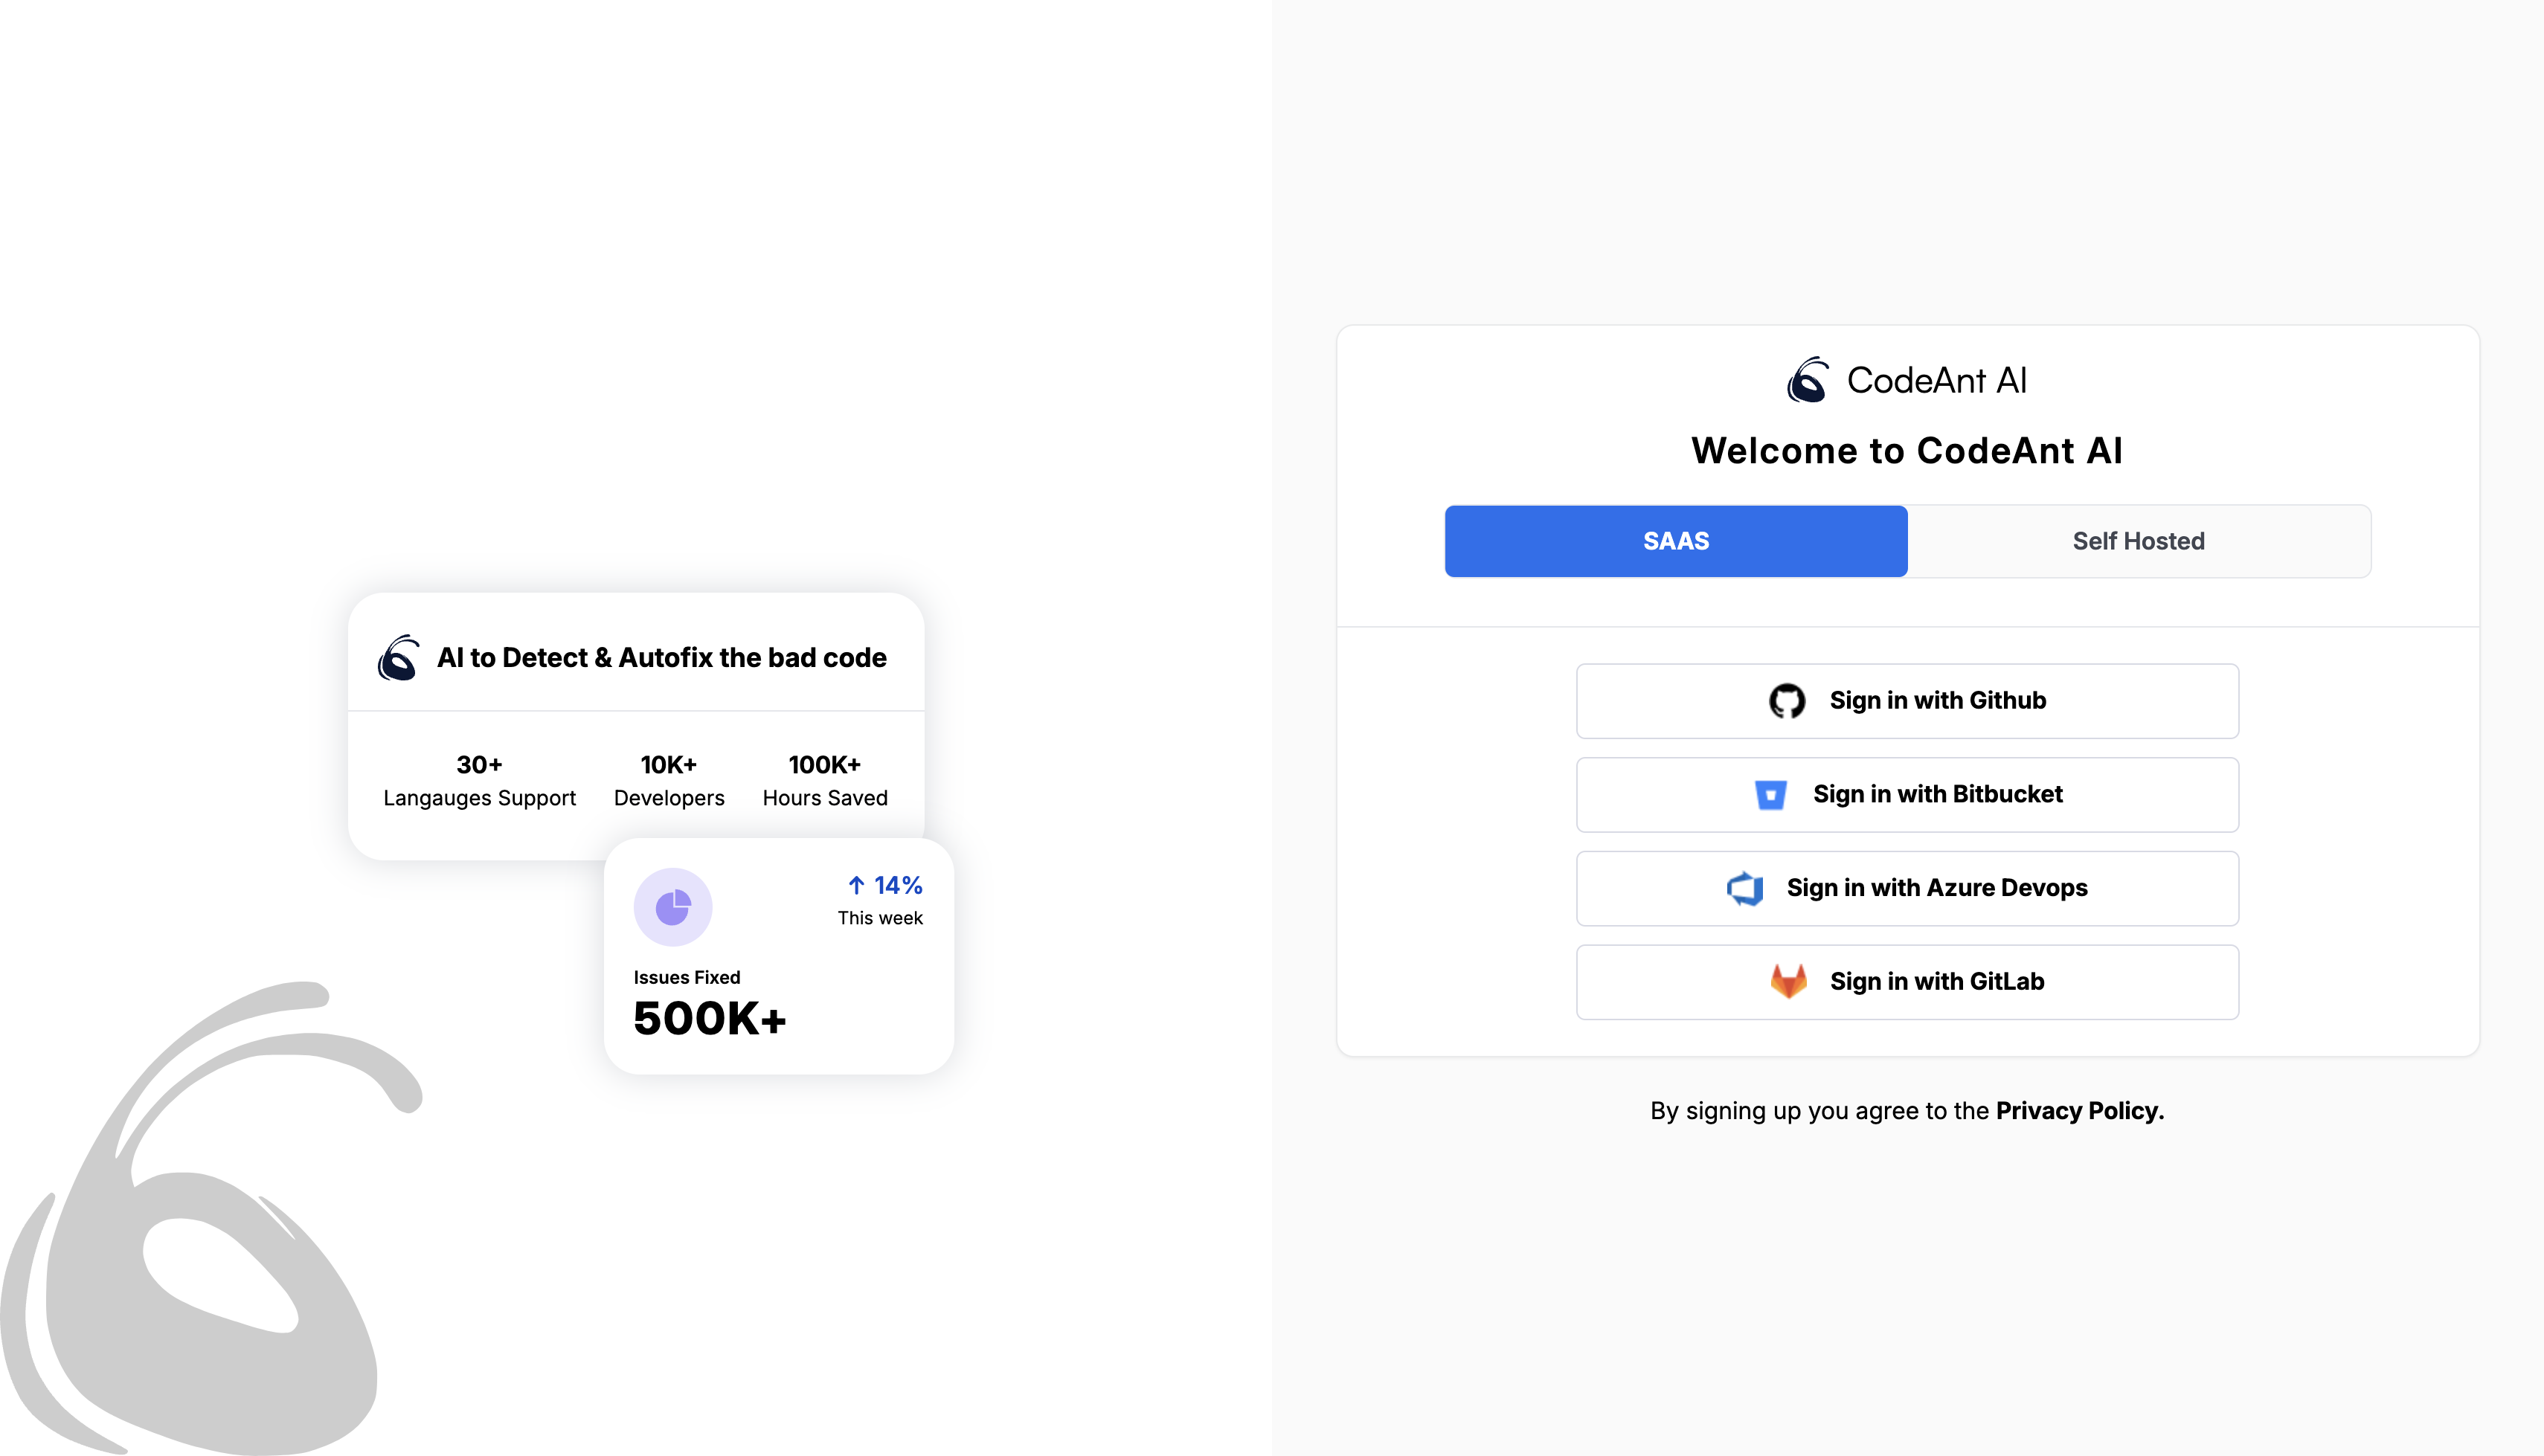 AI to Detect & Autofix the bad code
30+
Langauges Support
10K+
Developers
100K+
Hours Saved
↑ 14%
This week
Issues Fixed
500K+
CodeAnt AI
Welcome to CodeAnt AI
SAAS
Self Hosted
Sign in with Github
Sign in with Bitbucket
Sign in with Azure Devops
Sign in with GitLab
By signing up you agree to the Privacy Policy.